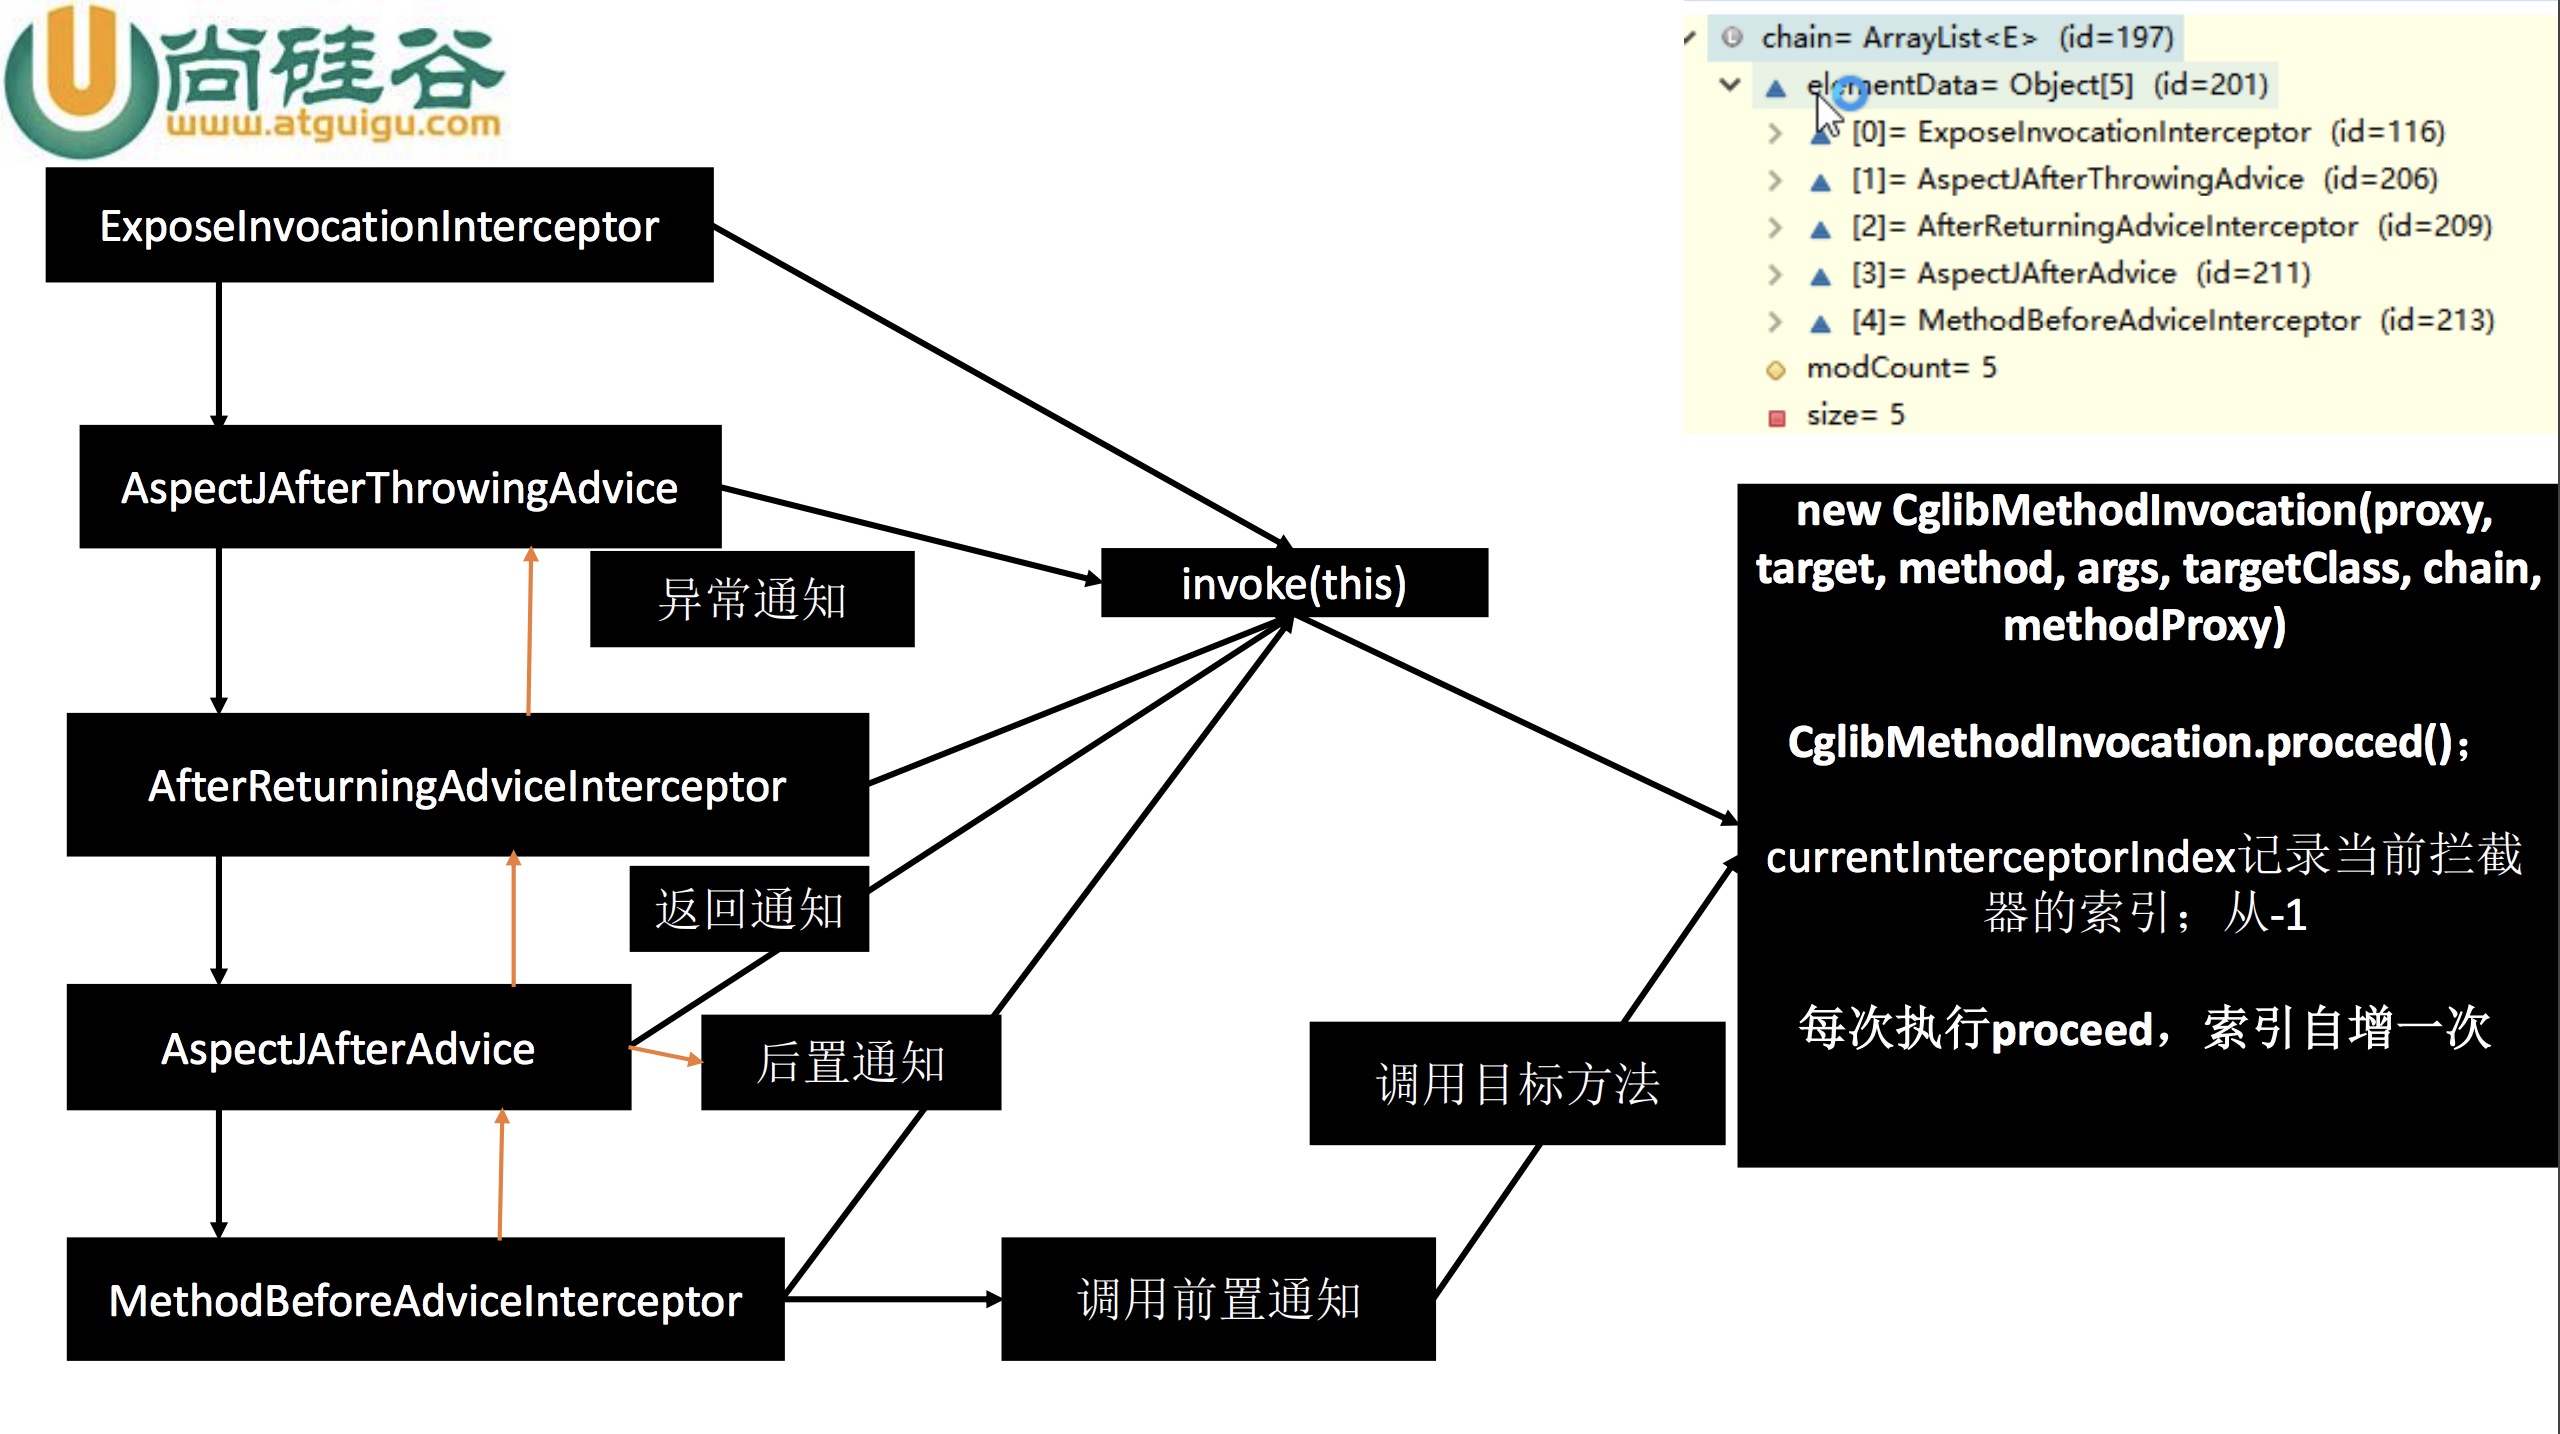 尚硅谷
www.atguigu.com
chain= ArrayList<E> (id=197)
elementData= Object[5] (id=201)
[0]= ExposeInvocationInterceptor (id=116)
[1]= AspectJAfterThrowingAdvice (id=206)
[2]= AfterReturningAdviceInterceptor (id=209)
[3]= AspectJAfterAdvice (id=211)
[4]= MethodBeforeAdviceInterceptor (id=213)
modCount= 5
size= 5
ExposeInvocationInterceptor
AspectJAfterThrowingAdvice
异常通知
invoke(this)
AfterReturningAdviceInterceptor
返回通知
AspectJAfterAdvice
后置通知
MethodBeforeAdviceInterceptor
调用前置通知
调用目标方法
new CglibMethodInvocation(proxy,
target, method, args, targetClass, chain,
methodProxy)
CglibMethodInvocation.procced()；
currentInterceptorIndex记录当前拦截
器的索引；从-1
每次执行proceed，索引自增一次